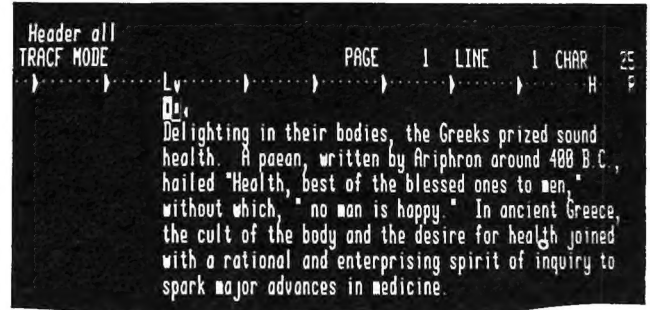 Header all
TRACE MODE PAGE 1 LINE 1 CHAR 25
L H P
Delighting in their bodies, the Greeks prized sound
health. A paean, written by Ariphron around 400 B.C.,
hailed "Health, best of the blessed ones to men,"
without which, " no man is happy." In ancient Greece,
the cult of the body and the desire for health joined
with a rational and enterprising spirit of inquiry to
spark major advances in medicine.